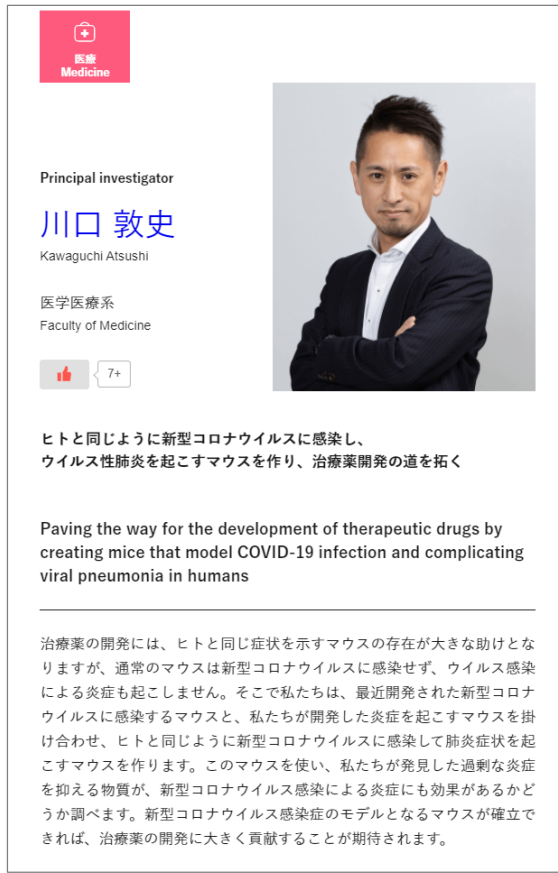 医療
Medicine
Principal investigator
川口 敦史
Kawaguchi Atsushi
医学医療系
Faculty of Medicine
7+
ヒトと同じように新型コロナウイルスに感染し、
ウイルス性肺炎を起こすマウスを作り、治療薬開発の道を拓く
Paving the way for the development of therapeutic drugs by
creating mice that model COVID-19 infection and complicating
viral pneumonia in humans
治療薬の開発には、ヒトと同じ症状を示すマウスの存在が大きな助けとな
りますが、通常のマウスは新型コロナウイルスに感染せず、ウイルス感染
による炎症も起こしません。そこで私たちは、最近開発された新型コロナ
ウイルスに感染するマウスと、私たちが開発した炎症を起こすマウスを掛
け合わせ、ヒトと同じように新型コロナウイルスに感染して肺炎症状を起
こすマウスを作ります。このマウスを使い、私たちが発見した過剰な炎症
を抑える物質が、新型コロナウイルス感染による炎症にも効果があるかど
うか調べます。新型コロナウイルス感染症のモデルとなるマウスが確立で
きれば、治療薬の開発に大きく貢献することが期待されます。